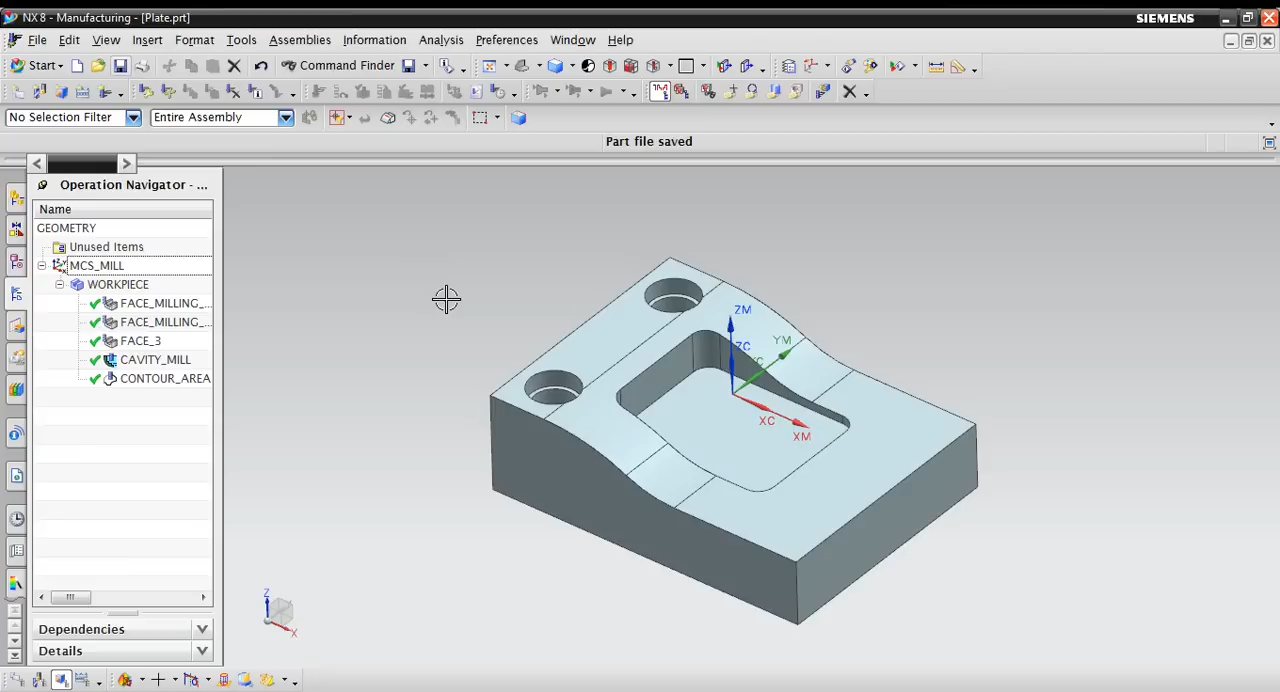 NX 8 - Manufacturing - [Plate.prt]
SIEMENS
File Edit View Insert Format Tools Assemblies Information Analysis Preferences Window Help
Start Command Finder
No Selection Filter Entire Assembly
Part file saved
Operation Navigator - ...
Name
GEOMETRY
Unused Items
MCS_MILL
WORKPIECE
FACE_MILLING_...
FACE_MILLING_...
FACE_3
CAVITY_MILL
CONTOUR_AREA
Dependencies
Details
ZM
ZC
YM
YC
XC
XM
Z
X